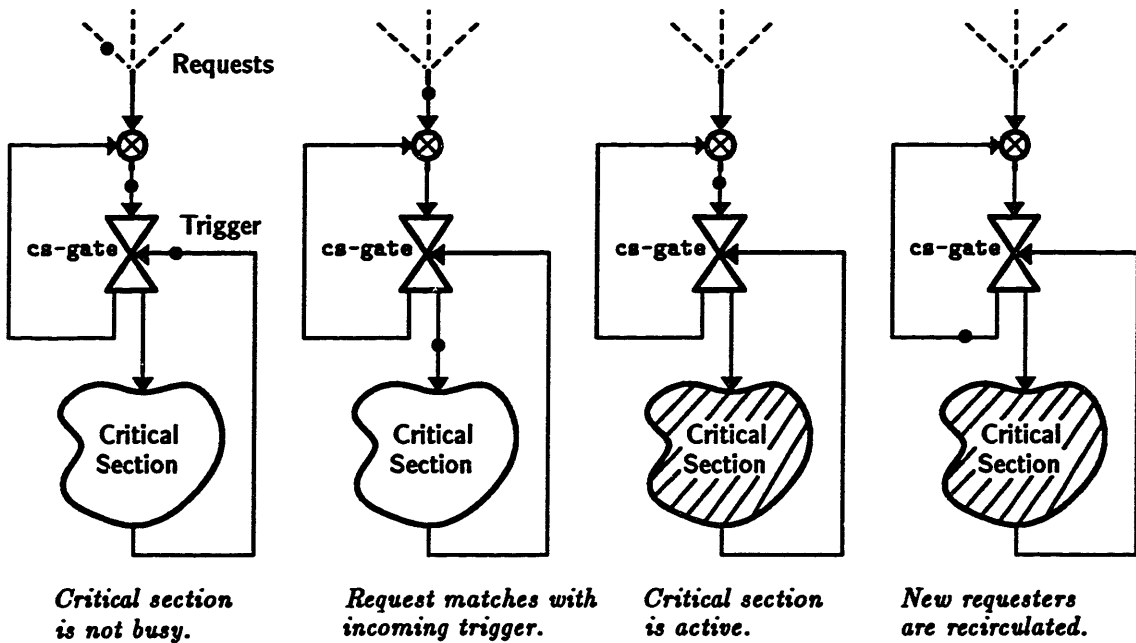 Requests
Trigger
cs-gate
cs-gate
cs-gate
cs-gate
Critical
Section
Critical
Section
Critical
Section
Critical
Section
Critical section
is not busy.
Request matches with
incoming trigger.
Critical section
is active.
New requesters
are recirculated.